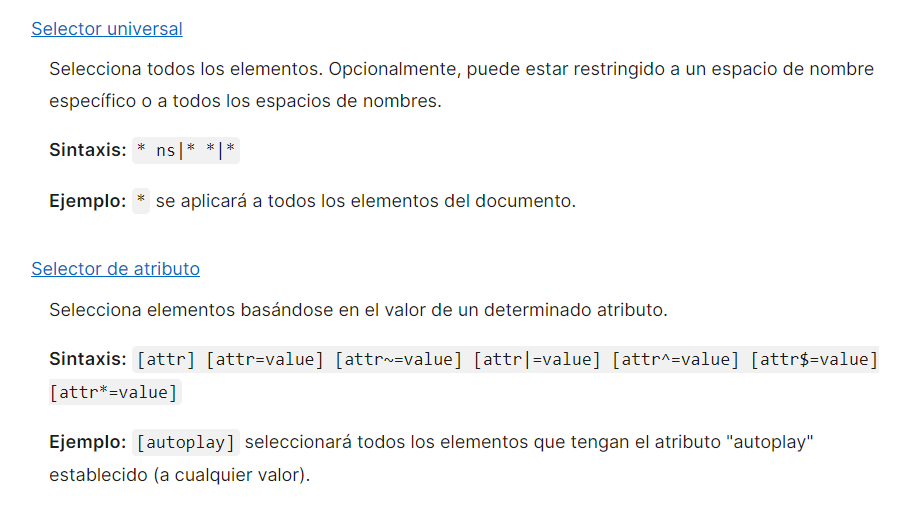 Selector universal
Selecciona todos los elementos. Opcionalmente, puede estar restringido a un espacio de nombre
específico o a todos los espacios de nombres.
Sintaxis: * ns|* *|*
Ejemplo: * se aplicará a todos los elementos del documento.
Selector de atributo
Selecciona elementos basándose en el valor de un determinado atributo.
Sintaxis: [attr] [attr=value] [attr~=value] [attr|=value] [attr^=value] [attr$=value]
[attr*=value]
Ejemplo: [autoplay] seleccionará todos los elementos que tengan el atributo "autoplay"
establecido (a cualquier valor).